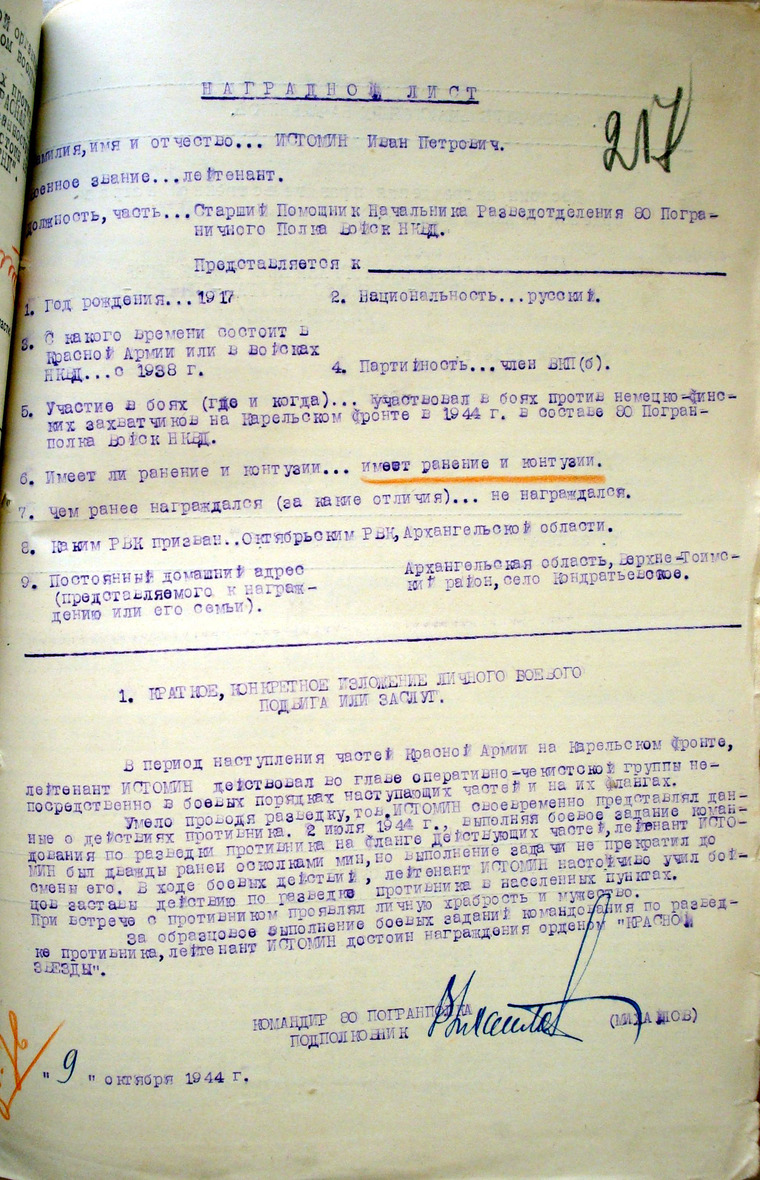 НАГРАДНОЙ ЛИСТ
217
Фамилия, имя и отчество... ИСТОМИН Иван Петрович.
Военное звание...лейтенант.
Должность, часть...Старший Помощник Начальника Разведотделения 80 Погра-
ничного Полка Войск НКВД.
Представляется к
1. Год рождения...1917
2. Национальность...русский.
3. С какого времени состоит в
Красной Армии или в войсках
НКВД...с 1938 г.
4. Партийность...член ВКП(б).
5. Участие в боях (где и когда)... участвовал в боях против немецко-финс-
ких захватчиков на Карельском фронте в 1944 г. в составе 80 Погран-
полка Войск НКВД.
6. Имеет ли ранение и контузии... имеет ранение и контузии.
7. Чем ранее награждался (за какие отличия)... не награждался.
8. Каким РВК призван..Октябрьским РВК, Архангельской области.
9. Постоянный домашний адрес
(представляемого к награж-
дению или его семьи).
Архангельская область, Верхне-Тоимс-
кий район, село Кондратьевское.
1. КРАТКОЕ, КОНКРЕТНОЕ ИЗЛОЖЕНИЕ ЛИЧНОГО БОЕВОГО
ПОДВИГА ИЛИ ЗАСЛУГ.
В период наступления частей Красной Армии на Карельском фронте,
лейтенант ИСТОМИН действовал во главе оперативно-чекистской группы не-
посредственно в боевых порядках наступающих частей и на их флангах.
Умело проводя разведку, тов. ИСТОМИН своевременно представлял дан-
ные о действиях противника. 2 июля 1944 г., выполняя боевое задание коман-
дования по разведки противника на фланге действующих частей, лейтенант ИСТО-
МИН был дважды ранен осколками мин, но выполнение задачи не прекратил до
смены его. В ходе боевых действий, лейтенант ИСТОМИН настойчиво учил бой-
цов заставы действию по разведке противника в населенных пунктах.
При встрече с противником проявлял личную храбрость и мужество.
За образцовое выполнение боевых заданий командования по развед-
ке противника, лейтенант ИСТОМИН достоин награждения орденом "КРАСНОЙ
ЗВЕЗДЫ".
КОМАНДИР 80 ПОГРАНПОЛКА
ПОДПОЛКОВНИК
(МИХАЙЛОВ)
"9" октября 1944 г.